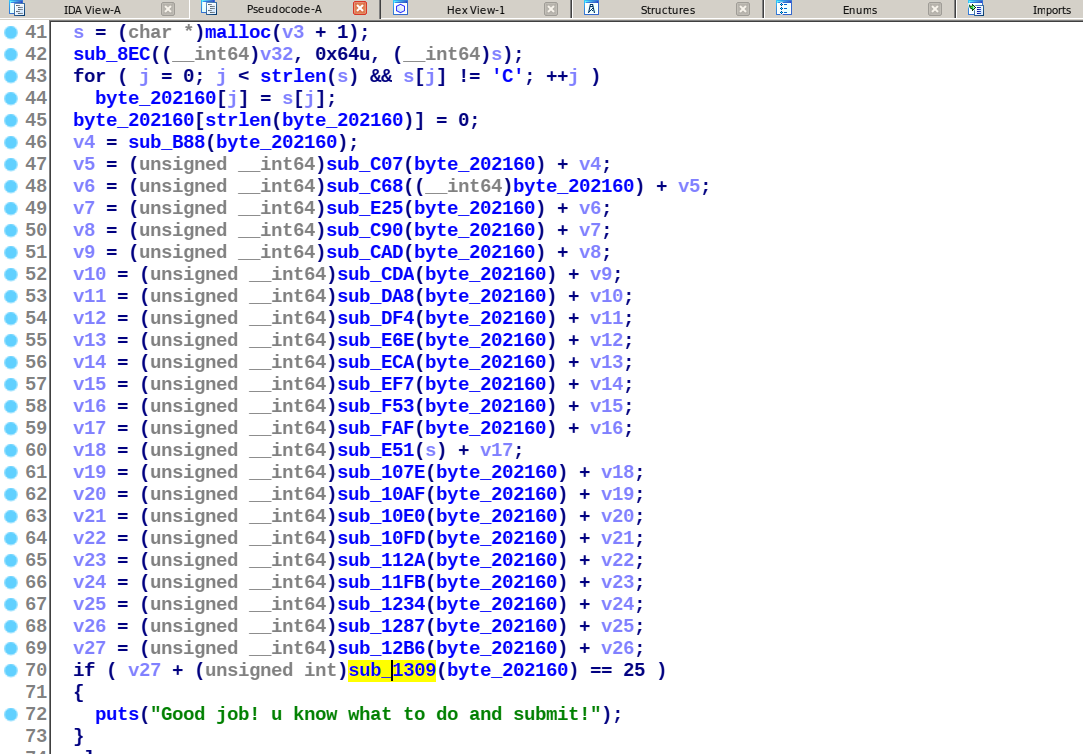 IDA View-A Pseudocode-A Hex View-1 Structures Enums Imports
41 s = (char *)malloc(v3 + 1);
42 sub_8EC((__int64)v32, 0x64u, (__int64)s);
43 for ( j = 0; j < strlen(s) && s[j] != 'C'; ++j )
44 byte_202160[j] = s[j];
45 byte_202160[strlen(byte_202160)] = 0;
46 v4 = sub_B88(byte_202160);
47 v5 = (unsigned __int64)sub_C07(byte_202160) + v4;
48 v6 = (unsigned __int64)sub_C68((__int64)byte_202160) + v5;
49 v7 = (unsigned __int64)sub_E25(byte_202160) + v6;
50 v8 = (unsigned __int64)sub_C90(byte_202160) + v7;
51 v9 = (unsigned __int64)sub_CAD(byte_202160) + v8;
52 v10 = (unsigned __int64)sub_CDA(byte_202160) + v9;
53 v11 = (unsigned __int64)sub_DA8(byte_202160) + v10;
54 v12 = (unsigned __int64)sub_DF4(byte_202160) + v11;
55 v13 = (unsigned __int64)sub_E6E(byte_202160) + v12;
56 v14 = (unsigned __int64)sub_ECA(byte_202160) + v13;
57 v15 = (unsigned __int64)sub_EF7(byte_202160) + v14;
58 v16 = (unsigned __int64)sub_F53(byte_202160) + v15;
59 v17 = (unsigned __int64)sub_FAF(byte_202160) + v16;
60 v18 = (unsigned __int64)sub_E51(s) + v17;
61 v19 = (unsigned __int64)sub_107E(byte_202160) + v18;
62 v20 = (unsigned __int64)sub_10AF(byte_202160) + v19;
63 v21 = (unsigned __int64)sub_10E0(byte_202160) + v20;
64 v22 = (unsigned __int64)sub_10FD(byte_202160) + v21;
65 v23 = (unsigned __int64)sub_112A(byte_202160) + v22;
66 v24 = (unsigned __int64)sub_11FB(byte_202160) + v23;
67 v25 = (unsigned __int64)sub_1234(byte_202160) + v24;
68 v26 = (unsigned __int64)sub_1287(byte_202160) + v25;
69 v27 = (unsigned __int64)sub_12B6(byte_202160) + v26;
70 if ( v27 + (unsigned int)sub_1309(byte_202160) == 25 )
71 {
72 puts("Good job! u know what to do and submit!");
73 }